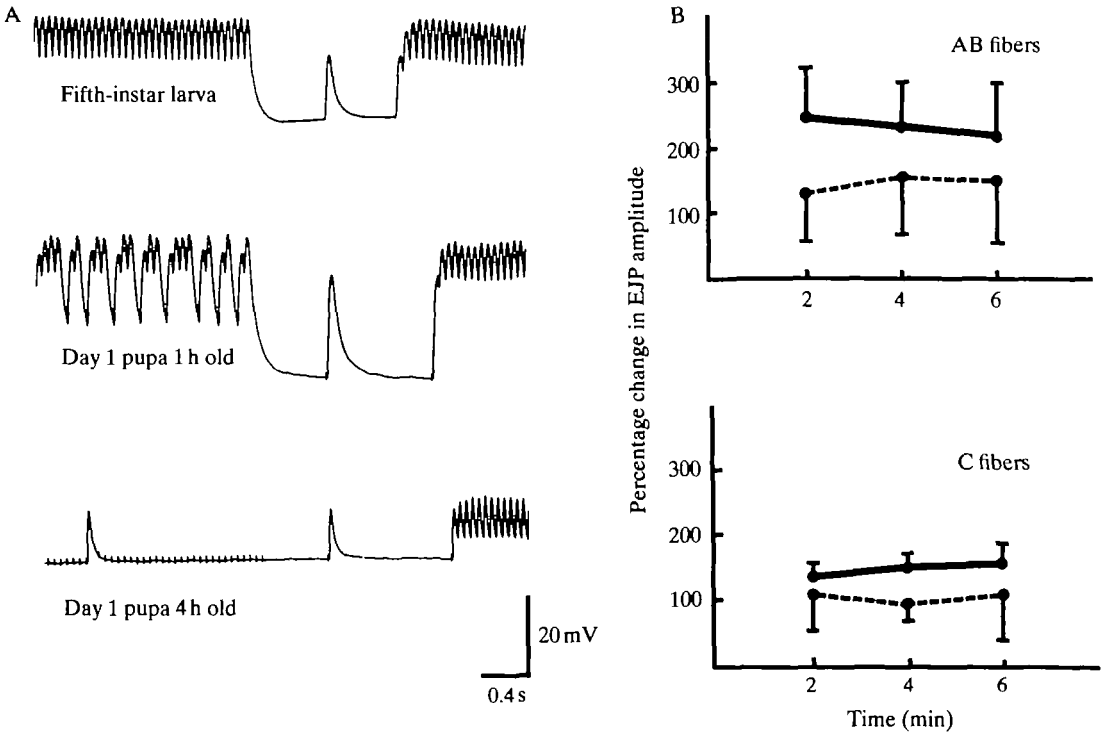 A
Fifth-instar larva
Day 1 pupa 1 h old
Day 1 pupa 4 h old
20 mV
0.4 s
B
Percentage change in EJP amplitude
AB fibers
300
200
100
2 4 6
C fibers
300
200
100
2 4 6
Time (min)